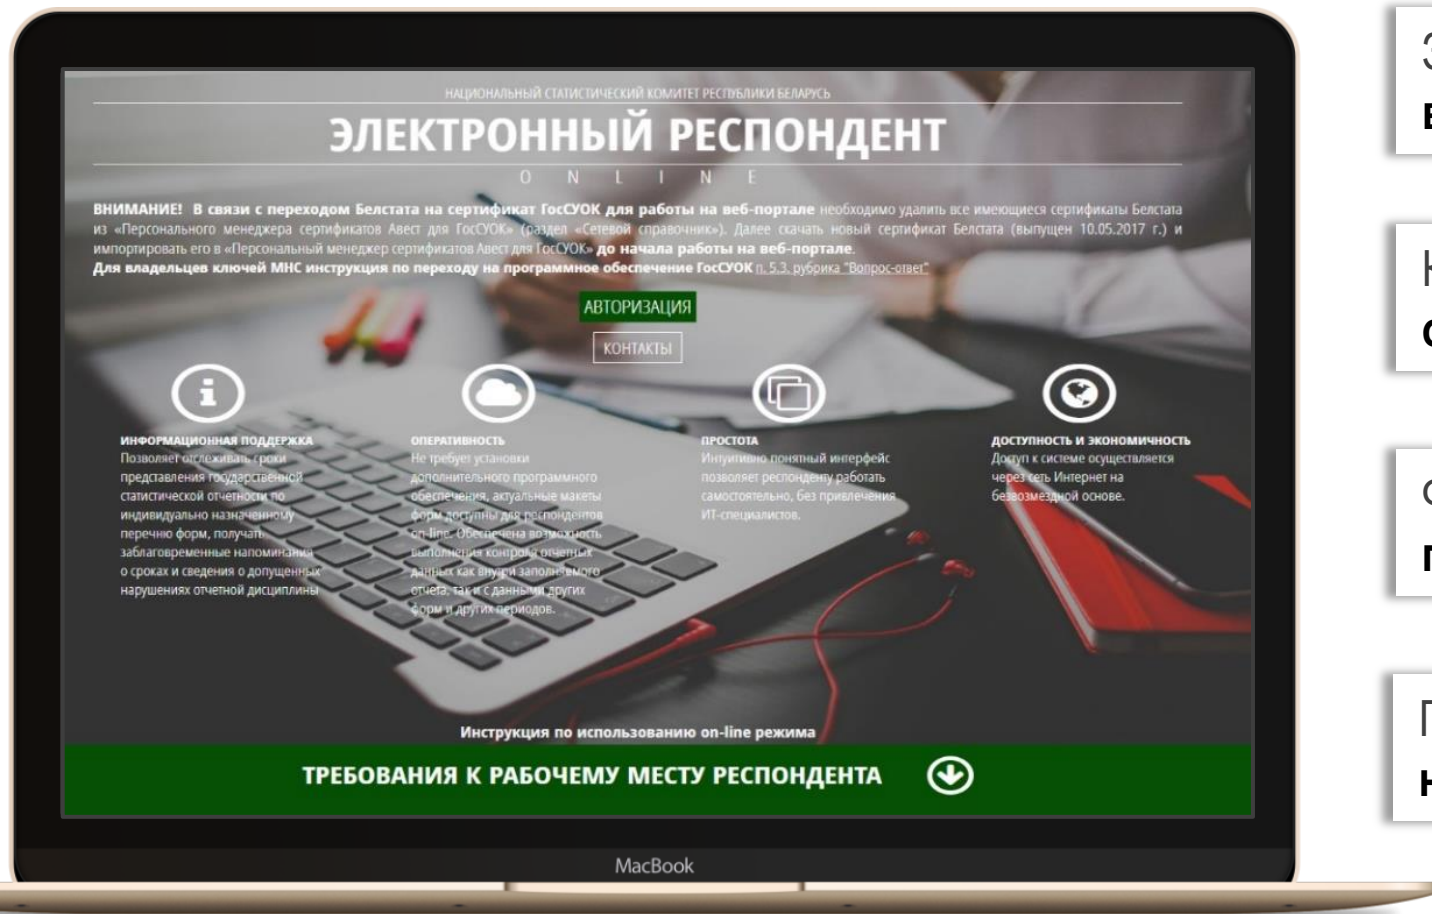 НАЦИОНАЛЬНЫЙ СТАТИСТИЧЕСКИЙ КОМИТЕТ РЕСПУБЛИКИ БЕЛАРУСЬ
ЭЛЕКТРОННЫЙ РЕСПОНДЕНТ
ONLINE
ВНИМАНИЕ! В связи с переходом Белстата на сертификат ГосСУОК для работы на веб-портале необходимо удалить все имеющиеся сертификаты Белстата
из «Персонального менеджера сертификатов Авест для ГосСУОК» (раздел «Сетевой справочник»). Далее скачать новый сертификат Белстата (выпущен 10.05.2017 г.) и
импортировать его в «Персональный менеджер сертификатов Авест для ГосСУОК» до начала работы на веб-портале.
Для владельцев ключей МНС инструкция по переходу на программное обеспечение ГосСУОК п. 5.3. рубрика "Вопрос-ответ"
АВТОРИЗАЦИЯ
КОНТАКТЫ
ИНФОРМАЦИОННАЯ ПОДДЕРЖКА
Позволяет отслеживать сроки
представления государственной
статистической отчетности по
индивидуально назначенному
перечню форм, получать
заблаговременные напоминания
о сроках и сведения о допущенных
нарушениях отчетной дисциплины
ОПЕРАТИВНОСТЬ
Не требует установки
дополнительного программного
обеспечения, актуальные макеты
форм доступны для респондентов
on-line. Обеспечена возможность
выполнения контроля отчетных
данных как внутри заполняемого
отчета, так и с данными других
форм и других периодов.
ПРОСТОТА
Интуитивно понятный интерфейс
позволяет респонденту работать
самостоятельно, без привлечения
ИТ-специалистов.
ДОСТУПНОСТЬ И ЭКОНОМИЧНОСТЬ
Доступ к системе осуществляется
через сеть Интернет на
безвозмездной основе.
Инструкция по использованию on-line режима
ТРЕБОВАНИЯ К РАБОЧЕМУ МЕСТУ РЕСПОНДЕНТА
MacBook